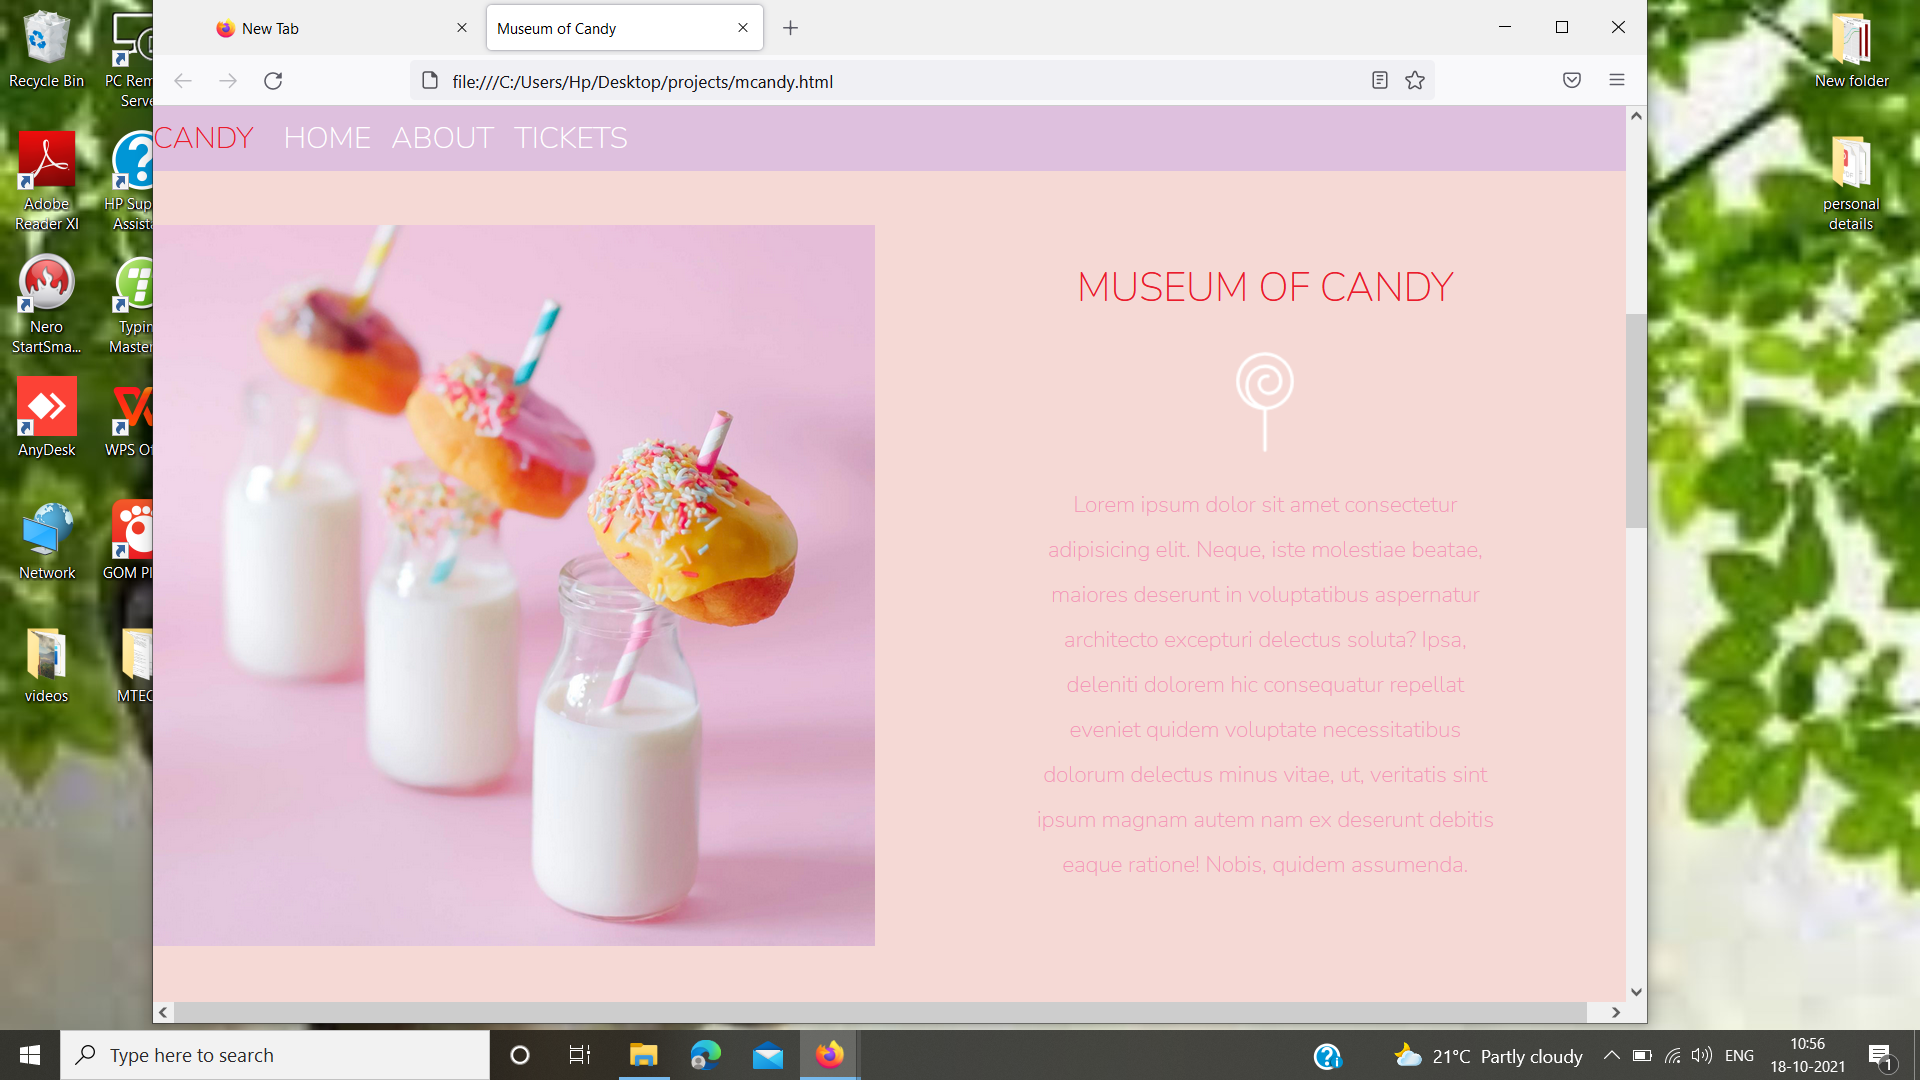 New Tab
Museum of Candy
file:///C:/Users/Hp/Desktop/projects/mcandy.html
CANDY HOME ABOUT TICKETS
MUSEUM OF CANDY
Lorem ipsum dolor sit amet consectetur
adipisicing elit. Neque, iste molestiae beatae,
maiores deserunt in voluptatibus aspernatur
architecto excepturi delectus soluta? Ipsa,
deleniti dolorem hic consequatur repellat
eveniet quidem voluptate necessitatibus
dolorum delectus minus vitae, ut, veritatis sint
ipsum magnam autem nam ex deserunt debitis
eaque ratione! Nobis, quidem assumenda.
Recycle Bin
PC Rem
Serve
Adobe
Reader XI
HP Sup
Assist
Nero
StartSma...
Typin
Master
AnyDesk
WPS O
Network
GOM Pl
videos
MTEC
New folder
personal
details
Type here to search
21°C Partly cloudy
ENG
10:56
18-10-2021
1